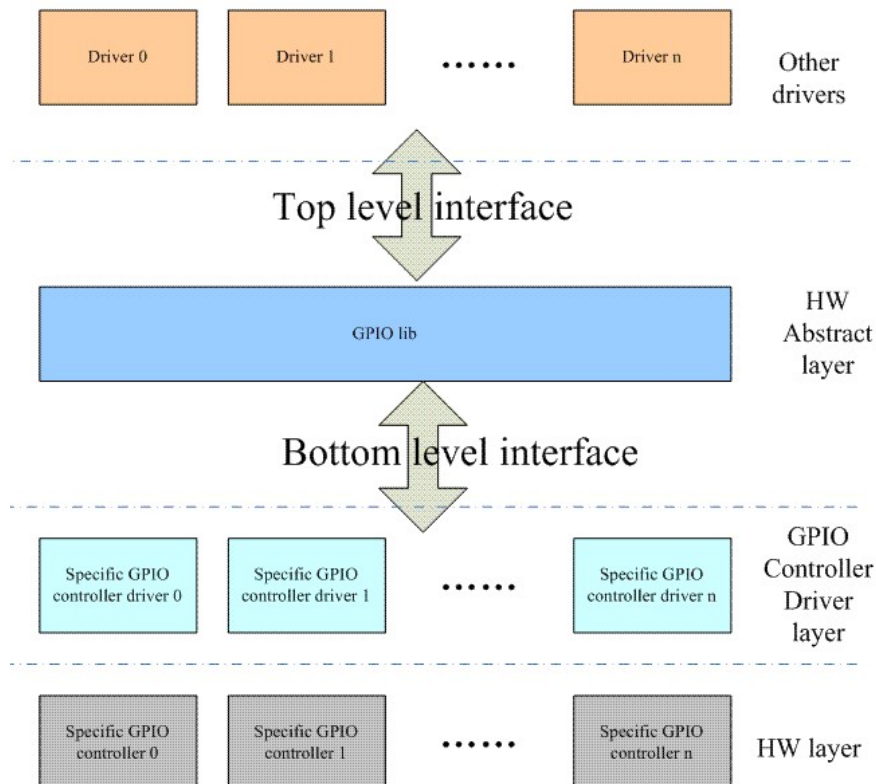 Driver 0
Driver 1
......
Driver n
Other
drivers
Top level interface
GPIO lib
HW
Abstract
layer
Bottom level interface
Specific GPIO
controller driver 0
Specific GPIO
controller driver 1
......
Specific GPIO
controller driver n
GPIO
Controller
Driver
layer
Specific GPIO
controller 0
Specific GPIO
controller 1
......
Specific GPIO
controller n
HW layer